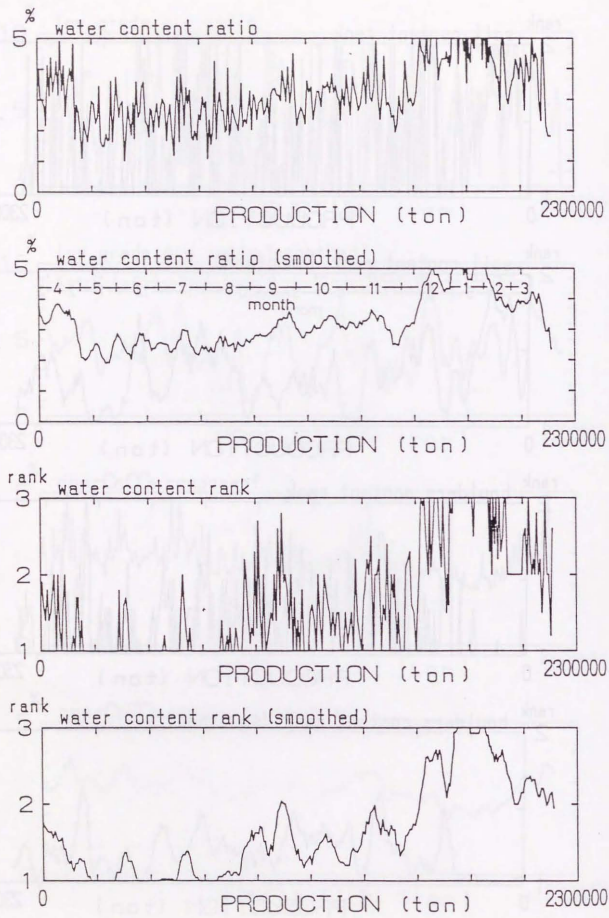 %
water content ratio
5
0
0
PRODUCTION (ton)
2300000
%
water content ratio (smoothed)
5
4 5 6 7 8 9 10 11 12 1 2 3
month
0
0
PRODUCTION (ton)
2300000
rank
water content rank
3
2
1
0
PRODUCTION (ton)
2300000
rank
water content rank (smoothed)
3
2
1
0
PRODUCTION (ton)
2300000